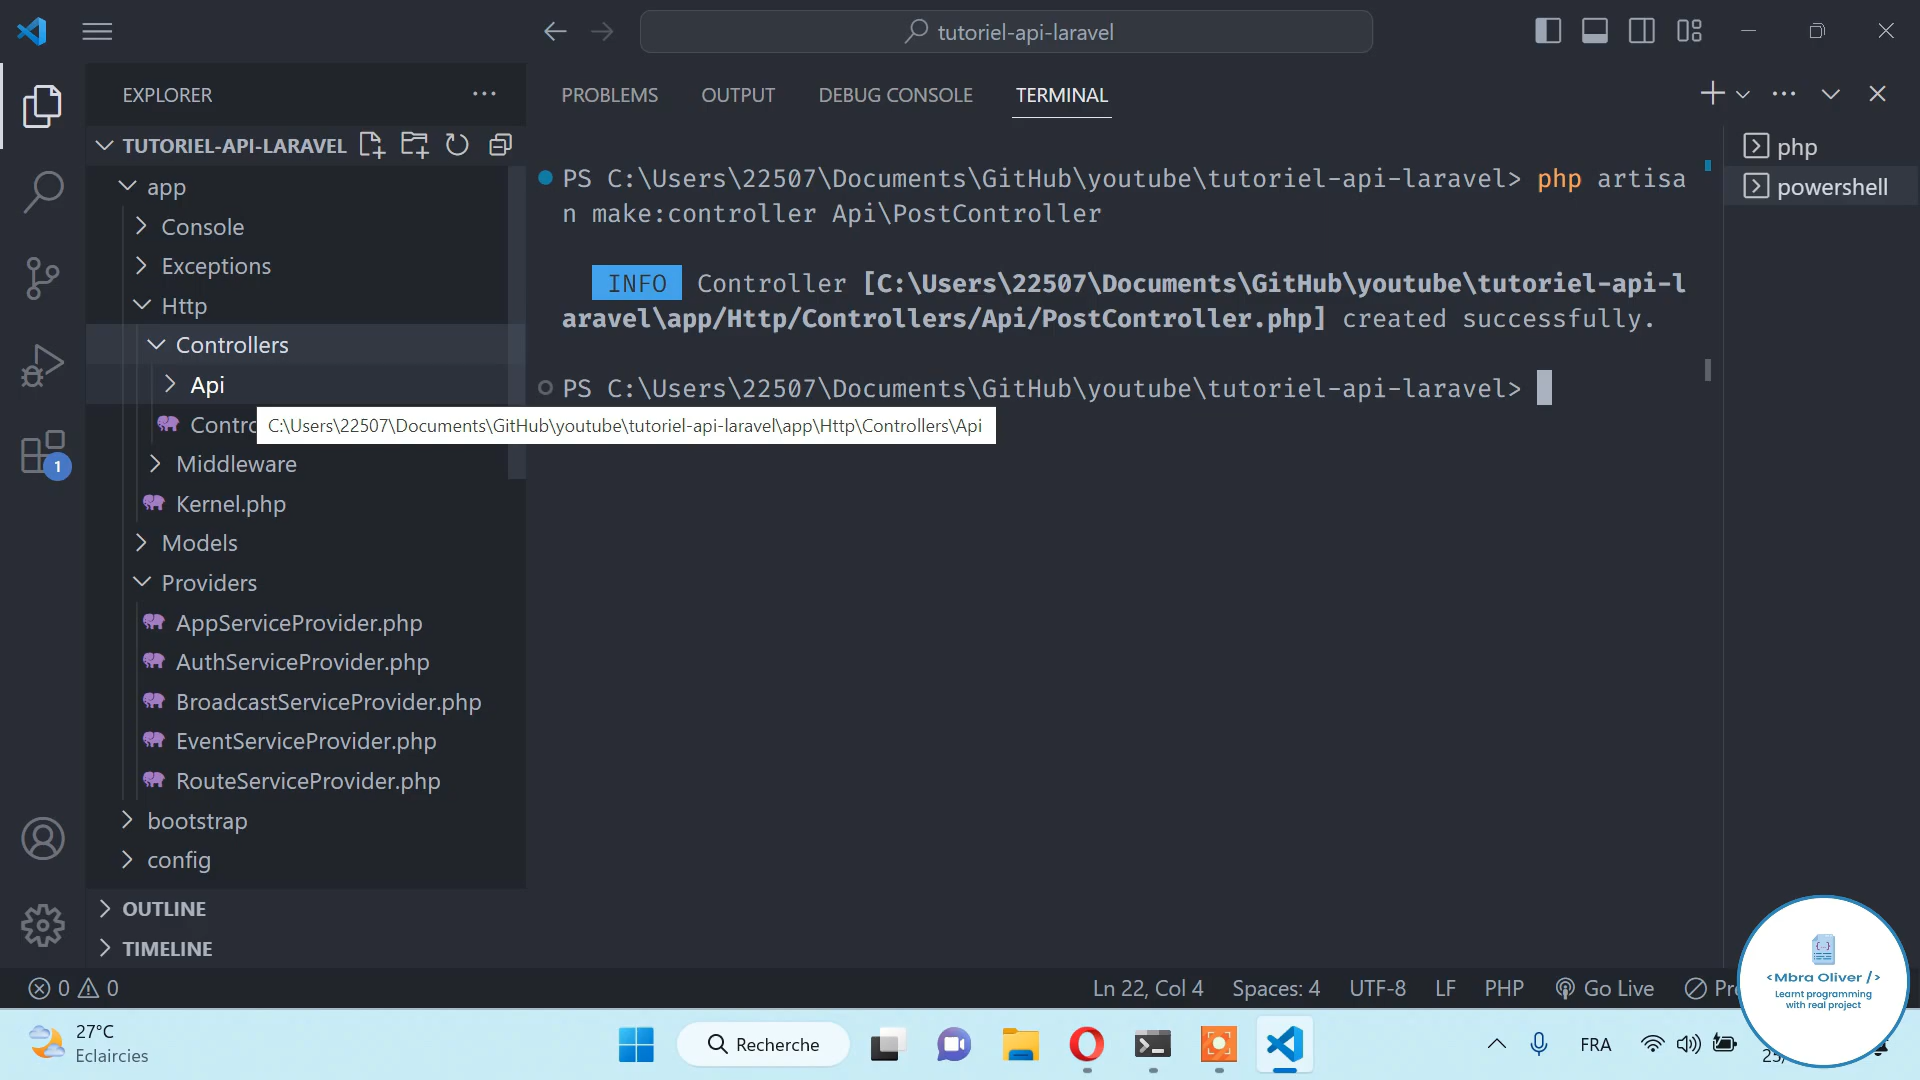 tutoriel-api-laravel
EXPLORER
PROBLEMS
OUTPUT
DEBUG CONSOLE
TERMINAL
TUTORIEL-API-LARAVEL
app
Console
Exceptions
Http
Controllers
Api
Contro
Middleware
Kernel.php
Models
Providers
AppServiceProvider.php
AuthServiceProvider.php
BroadcastServiceProvider.php
EventServiceProvider.php
RouteServiceProvider.php
bootstrap
config
OUTLINE
TIMELINE
1
PS C:\Users\22507\Documents\GitHub\youtube\tutoriel-api-laravel> php artisa
n make:controller Api\PostController
INFO Controller [C:\Users\22507\Documents\GitHub\youtube\tutoriel-api-l
aravel\app/Http/Controllers/Api/PostController.php] created successfully.
PS C:\Users\22507\Documents\GitHub\youtube\tutoriel-api-laravel>
C:\Users\22507\Documents\GitHub\youtube\tutoriel-api-laravel\app\Http\Controllers\Api
php
powershell
0 0
Ln 22, Col 4
Spaces: 4
UTF-8
LF
PHP
Go Live
<Mbra Oliver />
Learnt programming
with real project
27°C
Eclaircies
Recherche
FRA